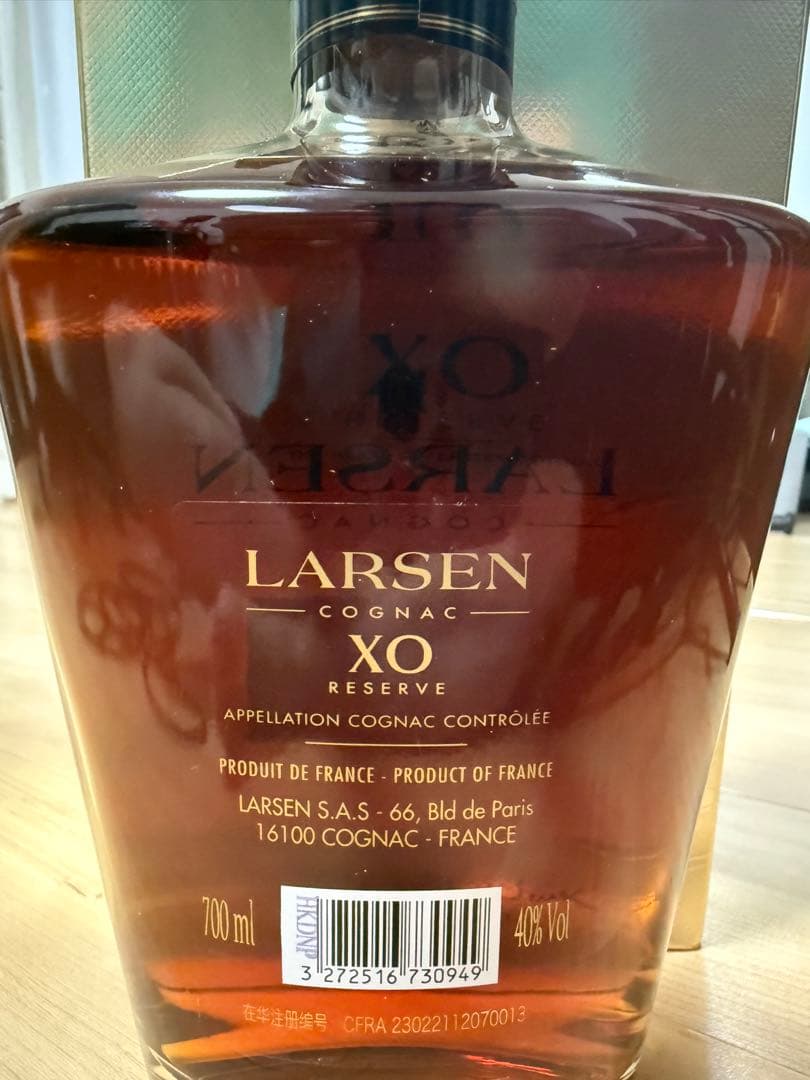 LARSEN
COGNAC
XO
RESERVE
APPELLATION COGNAC CONTRÔLÉE
PRODUIT DE FRANCE - PRODUCT OF FRANCE
LARSEN S.A.S - 66, Bld de Paris
16100 COGNAC - FRANCE
700 ml
HKDNP
3 272516 730949
40% Vol
在华注册编号 CFRA 23022112070013